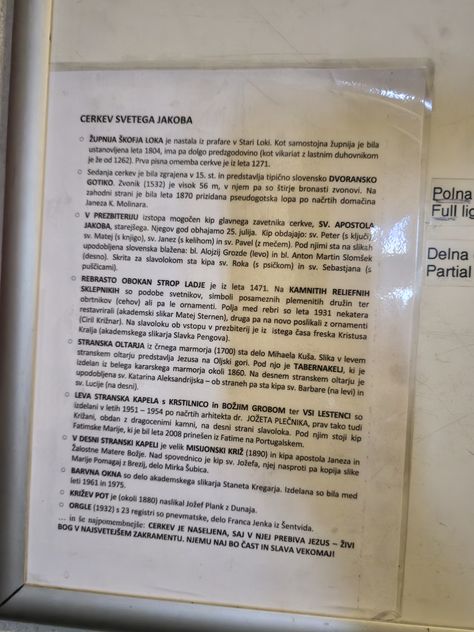 CERKEV SVETEGA JAKOBA
○ ŽUPNIJA ŠKOFJA LOKA je nastala iz prafare v Stari Loki. Kot samostojna župnija je bila
ustanovljena leta 1804, ima pa dolgo predzgodovino (kot vikariat z lastnim duhovnikom
je že od 1262). Prva pisna omemba cerkve je iz leta 1271.
○ Sedanja cerkev je bila zgrajena v 15. st. in predstavlja tipično slovensko DVORANSKO
GOTIKO. Zvonik (1532) je visok 56 m, v njem pa so štirje bronasti zvonovi. Na
zahodni strani je bila leta 1870 prizidana psevdogotska lopa po načrtih domačina
Janeza K. Molinara.
○ V PREZBITERIJU izstopa mogočen kip glavnega zavetnika cerkve, SV. APOSTOLA
JAKOBA, starejšega. Njegov god obhajamo 25. julija. Kip obdajajo: sv. Peter (s ključi),
sv. Matej (s knjigo), sv. Janez (s kelihom) in sv. Pavel (z mečem). Pod njimi sta na slikah
upodobljena slovenska blažena: bl. Alojzij Grozde (levo) in bl. Anton Martin Slomšek
(desno). Skrita za slavolokom sta kipa sv. Roka (s psičkom) in sv. Sebastjana (s
puščicami).
○ REBRASTO OBOKAN STROP LADJE je iz leta 1471. Na KAMNITIH RELIEFNIH
SKLEPNIKIH so podobe svetnikov, simboli posameznih plemenitih družin ter
obrtnikov (cehov) ali pa le ornamenti. Polja med rebri so leta 1931 nekatera
restavrirali (akademski slikar Matej Sternen), druga pa na novo poslikali z ornamenti
(Ciril Križnar). Na slavoloku ob vstopu v prezbiterij je iz istega časa freska Kristusa
Kralja (akademskega slikarja Slavka Pengova).
○ STRANSKA OLTARJA iz črnega marmorja (1700) sta delo Mihaela Kuša. Slika v levem
stranskem oltarju predstavlja Jezusa na Oljski gori. Pod njo je TABERNAKELJ, ki je
izdelan iz belega kararskega marmorja okoli 1860. Na desnem stranskem oltarju je
upodobljena sv. Katarina Aleksandrijska – ob straneh pa sta kipa sv. Barbare (na levi) in
sv. Lucije (na desni).
○ LEVA STRANSKA KAPELA s KRSTILNICO in BOŽJIM GROBOM ter VSI LESTENCI so
izdelani v letih 1951 – 1954 po načrtih arhitekta dr. JOŽETA PLEČNIKA, prav tako tudi
Križani, obdan z dragocenimi kamni, na desni strani slavoloka. Pod njim stoji kip
Fatimske Marije, ki je bil leta 2008 prinešen iz Fatime na Portugalskem.
○ V DESNI STRANSKI KAPELI je velik MISIJONSKI KRIŽ (1890) in kipa apostola Janeza in
Žalostne Matere Božje. Nad spovednico je kip sv. Jožefa, njej nasproti pa kopija slike
Marije Pomagaj z Brezij, delo Mirka Šubica.
○ BARVNA OKNA so delo akademskega slikarja Staneta Kregarja. Izdelana so bila med
leti 1961 in 1975.
○ KRIŽEV POT je (okoli 1880) naslikal Jožef Plank z Dunaja.
○ ORGLE (1932) s 23 registri so pnevmatske, delo Franca Jenka iz Šentvida.
.... in še najpomembnejše: CERKEV JE NASELJENA, SAJ V NJEJ PREBIVA JEZUS – ŽIVI
BOG V NAJSVETEJŠEM ZAKRAMENTU. NJEMU NAJ BO ČAST IN SLAVA VEKOMAJ!
Polna
Full lig
Delna
Partial